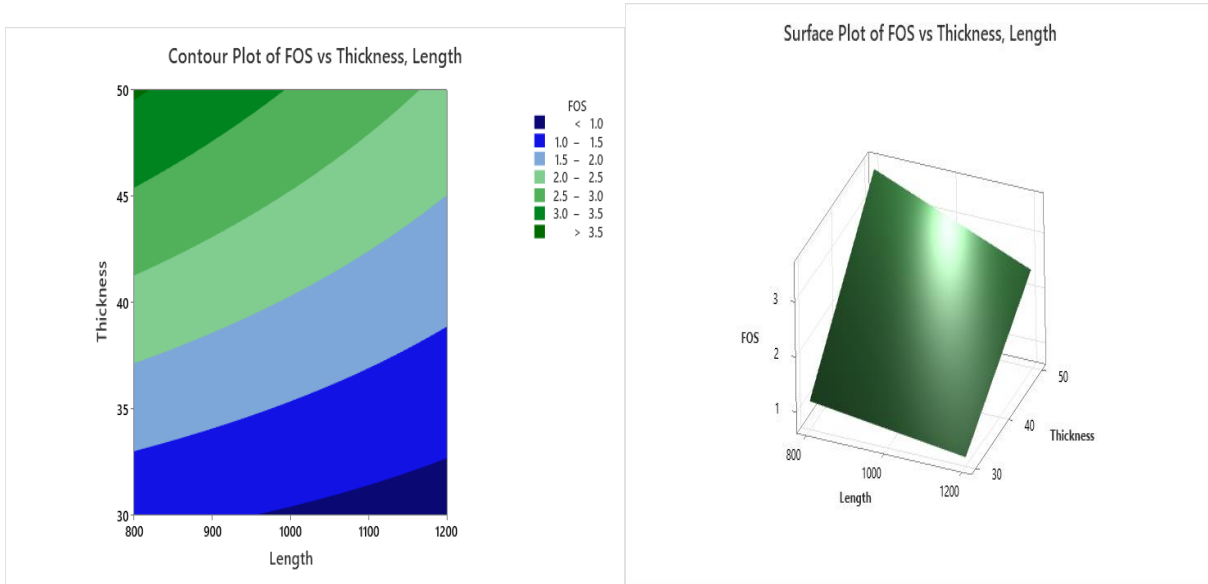 Contour Plot of FOS vs Thickness, Length
50
45
40
35
30
Thickness
800
900
1000
1100
1200
Length
FOS
< 1.0
1.0 – 1.5
1.5 – 2.0
2.0 – 2.5
2.5 – 3.0
3.0 – 3.5
> 3.5
Surface Plot of FOS vs Thickness, Length
3
2
1
FOS
800
1000
1200
Length
50
40
30
Thickness